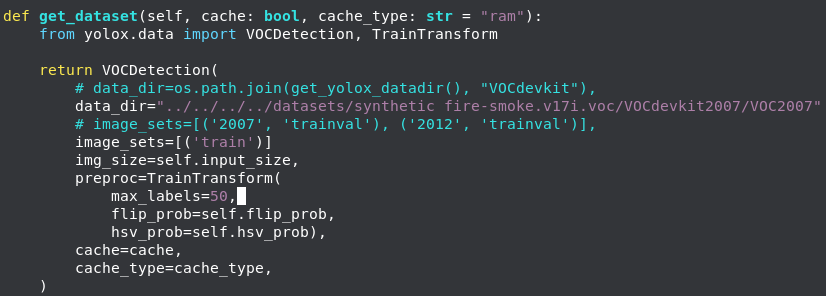 def get_dataset(self, cache: bool, cache_type: str = "ram"):
    from yolox.data import VOCDetection, TrainTransform

    return VOCDetection(
        # data_dir=os.path.join(get_yolox_datadir(), "VOCdevkit"),
        data_dir="../../../../datasets/synthetic fire-smoke.v17i.voc/VOCdevkit2007/VOC2007"
        # image_sets=[('2007', 'trainval'), ('2012', 'trainval')],
        image_sets=[('train')]
        img_size=self.input_size,
        preproc=TrainTransform(
            max_labels=50,
            flip_prob=self.flip_prob,
            hsv_prob=self.hsv_prob),
        cache=cache,
        cache_type=cache_type,
    )